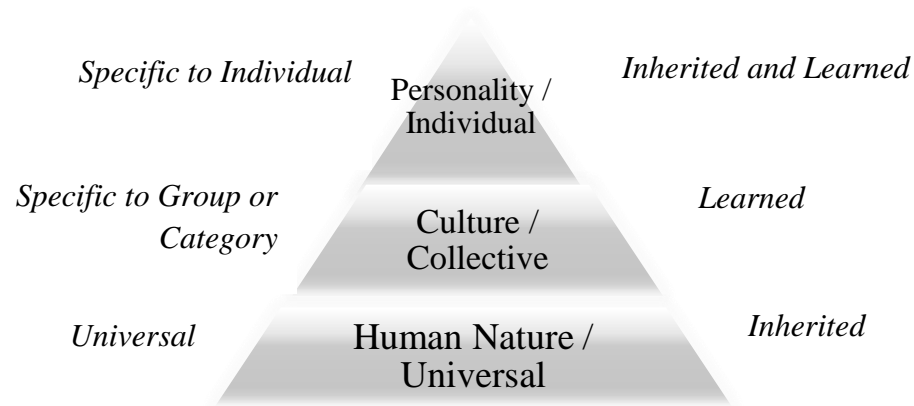 Specific to Individual
Personality /
Individual
Inherited and Learned
Specific to Group or
Category
Culture /
Collective
Learned
Universal
Human Nature /
Universal
Inherited